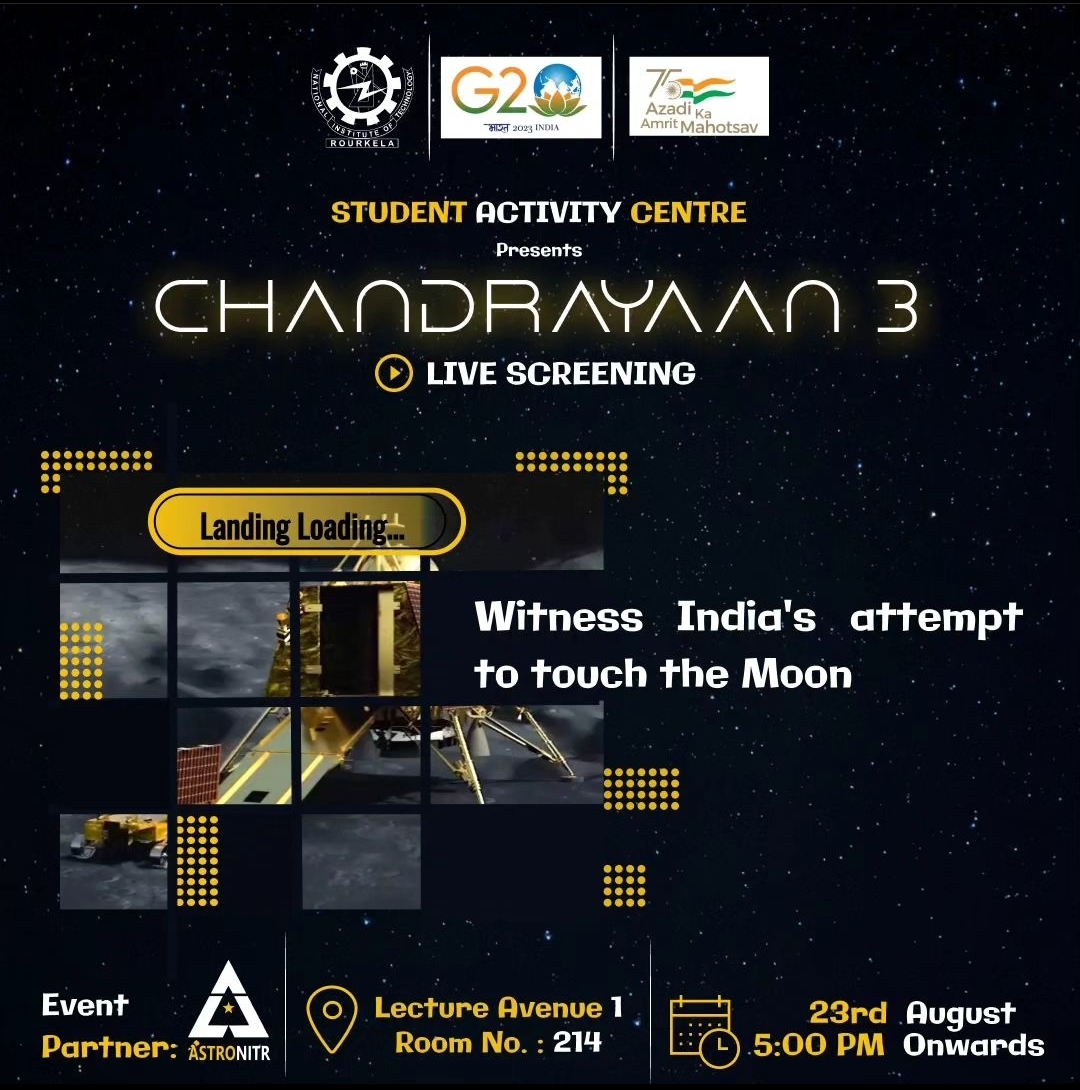 NATIONAL INSTITUTE OF TECHNOLOGY
ROURKELA
G20
भारत 2023 INDIA
75
Azadi Ka
Amrit Mahotsav
STUDENT ACTIVITY CENTRE
Presents
CHANDRAYAAN 3
LIVE SCREENING
Landing Loading...
Witness India's attempt
to touch the Moon
Event
Partner:
ASTRONITR
Lecture Avenue 1
Room No. : 214
23rd August
5:00 PM Onwards